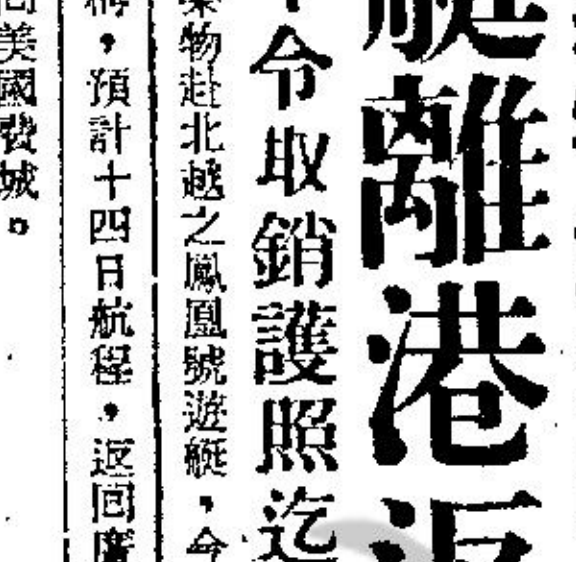 離港返
令取銷護照迄
物赴北越之鳳凰號遊艇，今
，預計十四日航程，返回廣
美國費城。